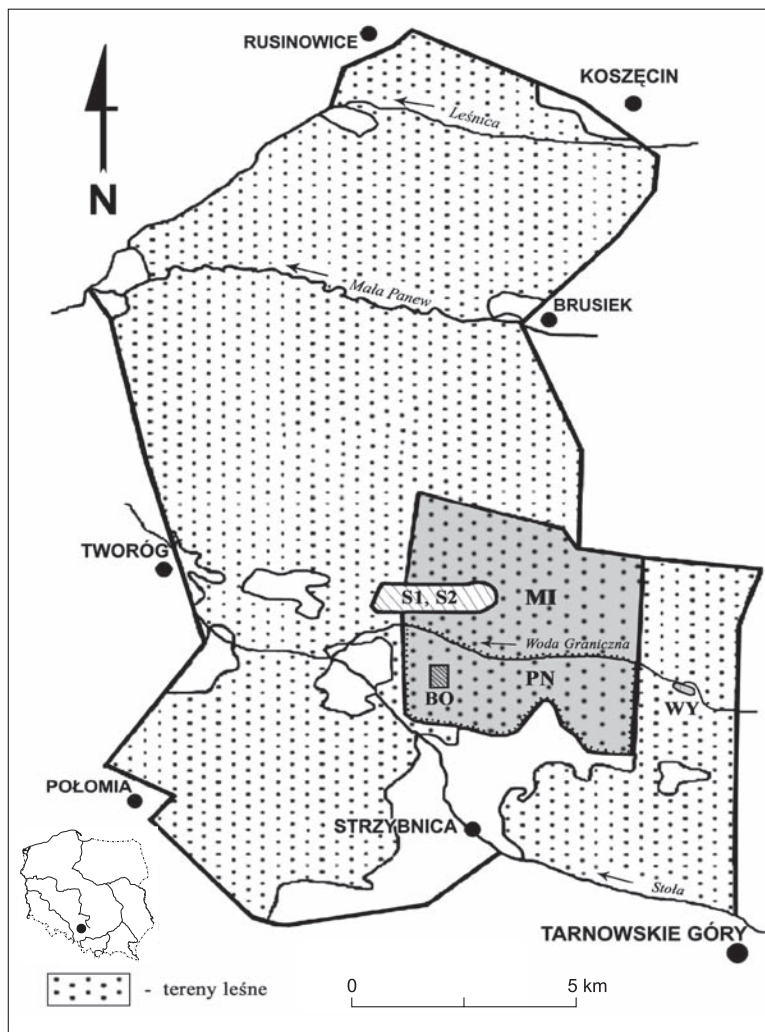 RUSINOWICE
KOSZĘCIN
Leśnica
N
Mała Panew
BRUSIEK
TWORÓG
S1, S2
MI
Woda Graniczna
BO
PN
WY
POŁOMIA
STRZYBNICA
Stoła
TARNOWSKIE GÓRY
- tereny leśne
0
5 km